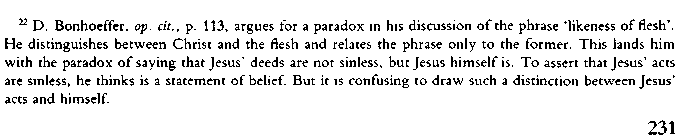 ²² D. Bonhoeffer, op. cit., p. 113, argues for a paradox in his discussion of the phrase 'likeness of flesh'.
He distinguishes between Christ and the flesh and relates the phrase only to the former. This lands him
with the paradox of saying that Jesus' deeds are not sinless, but Jesus himself is. To assert that Jesus' acts
are sinless, he thinks is a statement of belief. But it is confusing to draw such a distinction between Jesus'
acts and himself.
231